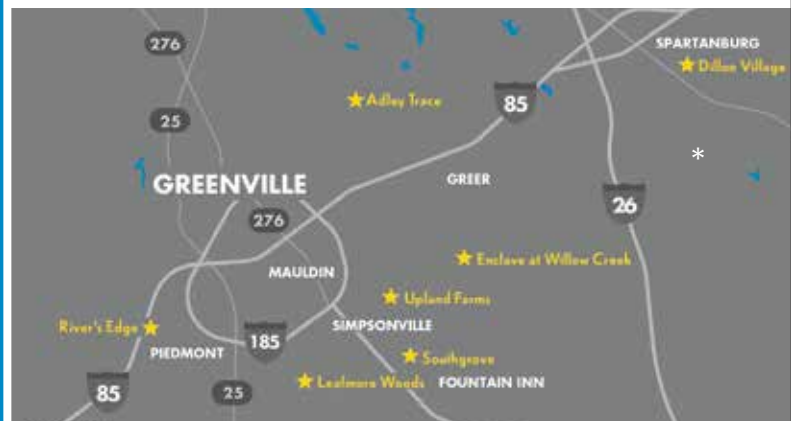 276
SPARTANBURG
Dillon Village
Adley Trace
85
25
*
GREER
GREENVILLE
26
276
Enclave at Willow Creek
MAULDIN
Upland Farms
River's Edge
SIMPSONVILLE
185
PIEDMONT
Southgrove
Lealmore Woods
FOUNTAIN INN
85
25